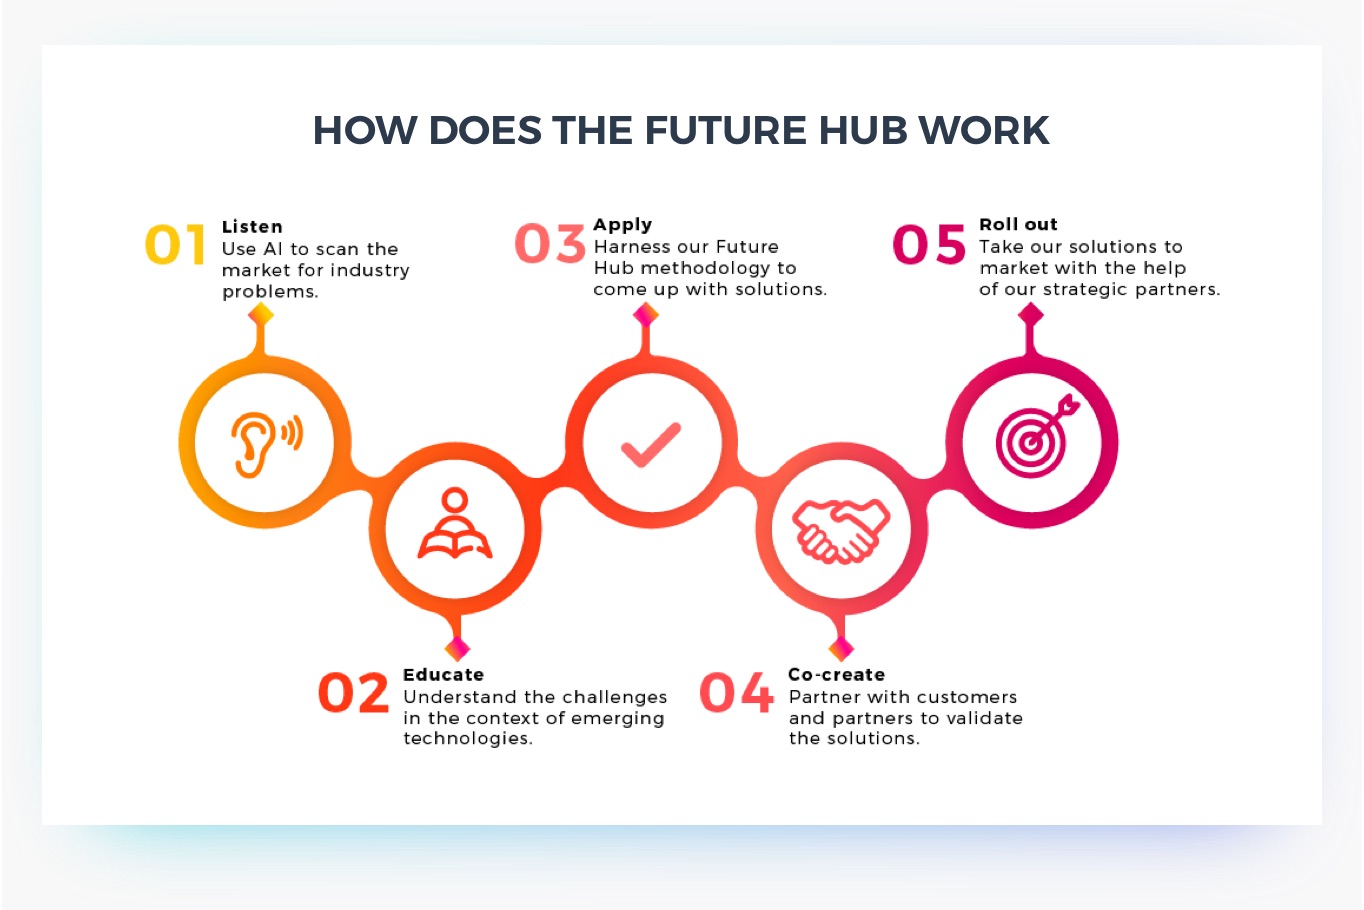 HOW DOES THE FUTURE HUB WORK
01
Listen
Use AI to scan the
market for industry
problems.
02
Educate
Understand the challenges
in the context of emerging
technologies.
03
Apply
Harness our Future
Hub methodology to
come up with solutions.
04
Co-create
Partner with customers
and partners to validate
the solutions.
05
Roll out
Take our solutions to
market with the help
of our strategic partners.